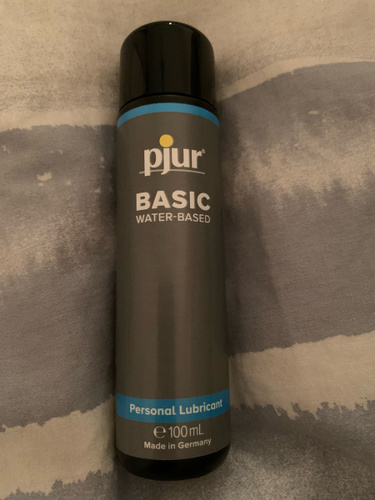 pjur®
BASIC
WATER-BASED
Personal Lubricant
℮ 100 mL
Made in Germany